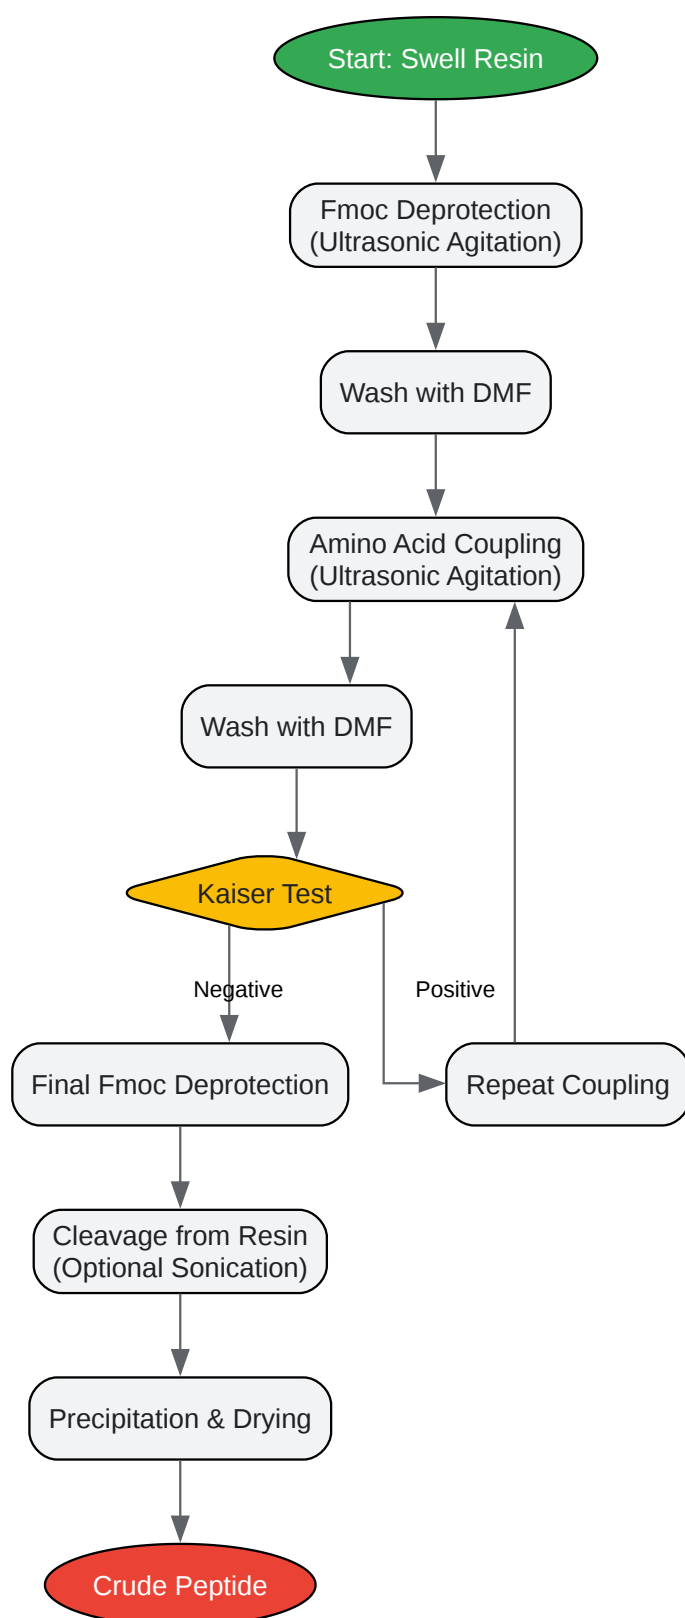 Start: Swell Resin
Fmoc Deprotection
(Ultrasonic Agitation)
Wash with DMF
Amino Acid Coupling
(Ultrasonic Agitation)
Wash with DMF
Kaiser Test
Negative
Positive
Final Fmoc Deprotection
Repeat Coupling
Cleavage from Resin
(Optional Sonication)
Precipitation & Drying
Crude Peptide